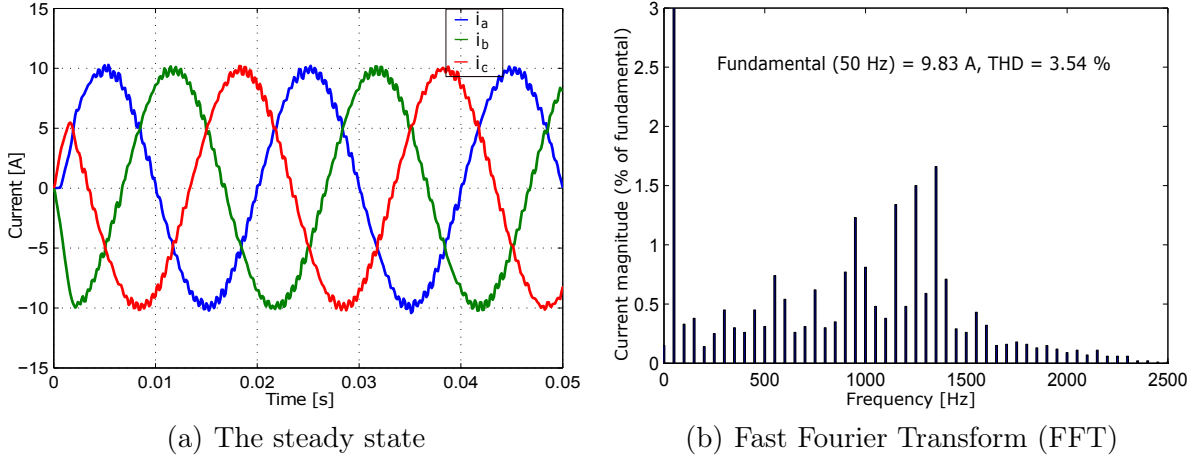 15
10
5
0
−5
−10
−15
0
0.01
0.02
0.03
0.04
0.05
Current [A]
Time [s]
i_a
i_b
i_c
(a) The steady state
3
2.5
2
1.5
1
0.5
0
0
500
1000
1500
2000
2500
Current magnitude (% of fundamental)
Frequency [Hz]
Fundamental (50 Hz) = 9.83 A, THD = 3.54 %
(b) Fast Fourier Transform (FFT)